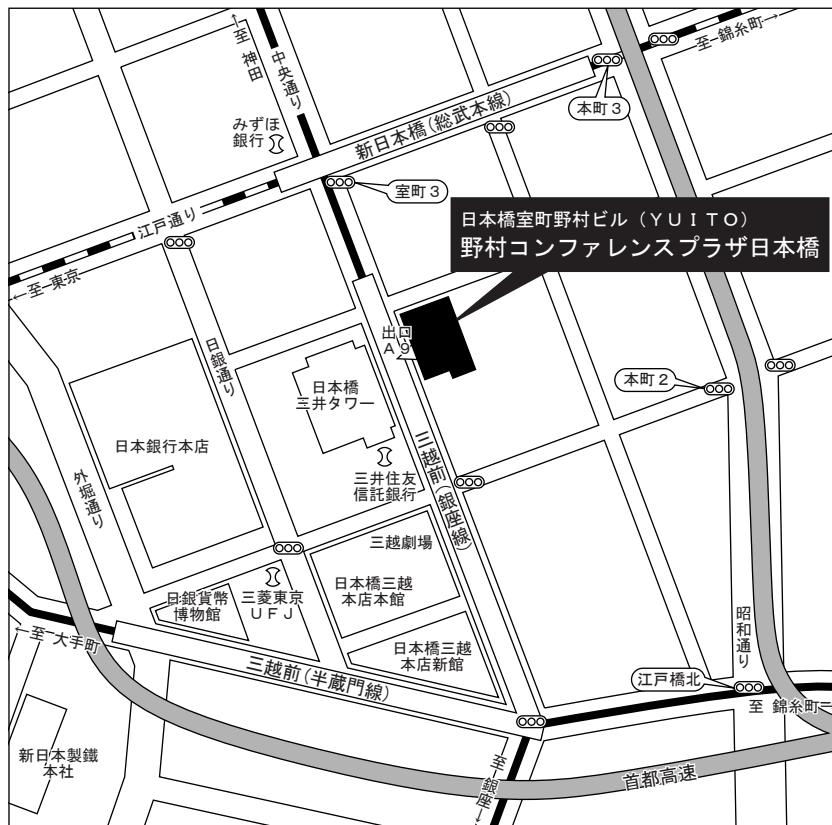 ←至 神田
中央通り
至 錦糸町→
本町３
新日本橋(総武本線)
みずほ
銀行
室町３
日本橋室町野村ビル（ＹＵＩＴＯ）
野村コンファレンスプラザ日本橋
江戸通り
←至 東京
出口
Ａ９
日銀通り
日本橋
三井タワー
本町２
日本銀行本店
三井住友
信託銀行
三越前(銀座線)
外堀通り
三越劇場
日本橋三越
本店本館
日銀貨幣
博物館
三菱東京
ＵＦＪ
日本橋三越
本店新館
←至 大手町
三越前(半蔵門線)
昭和通り
江戸橋北
至 錦糸町→
新日本製鐵
本社
至 銀座→
首都高速